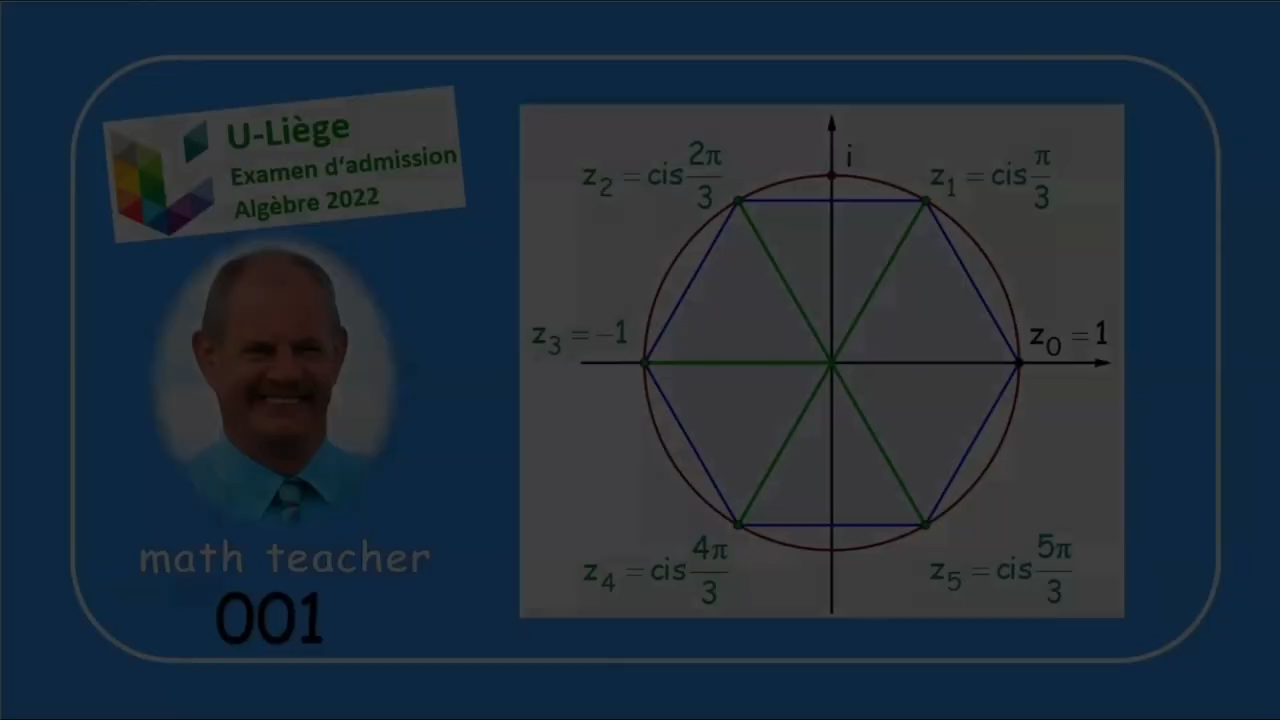 U-Liège
Examen d'admission
Algèbre 2022
math teacher
001
i
z₂ = cis 2π/3
z₁ = cis π/3
z₃ = -1
z₀ = 1
z₄ = cis 4π/3
z₅ = cis 5π/3